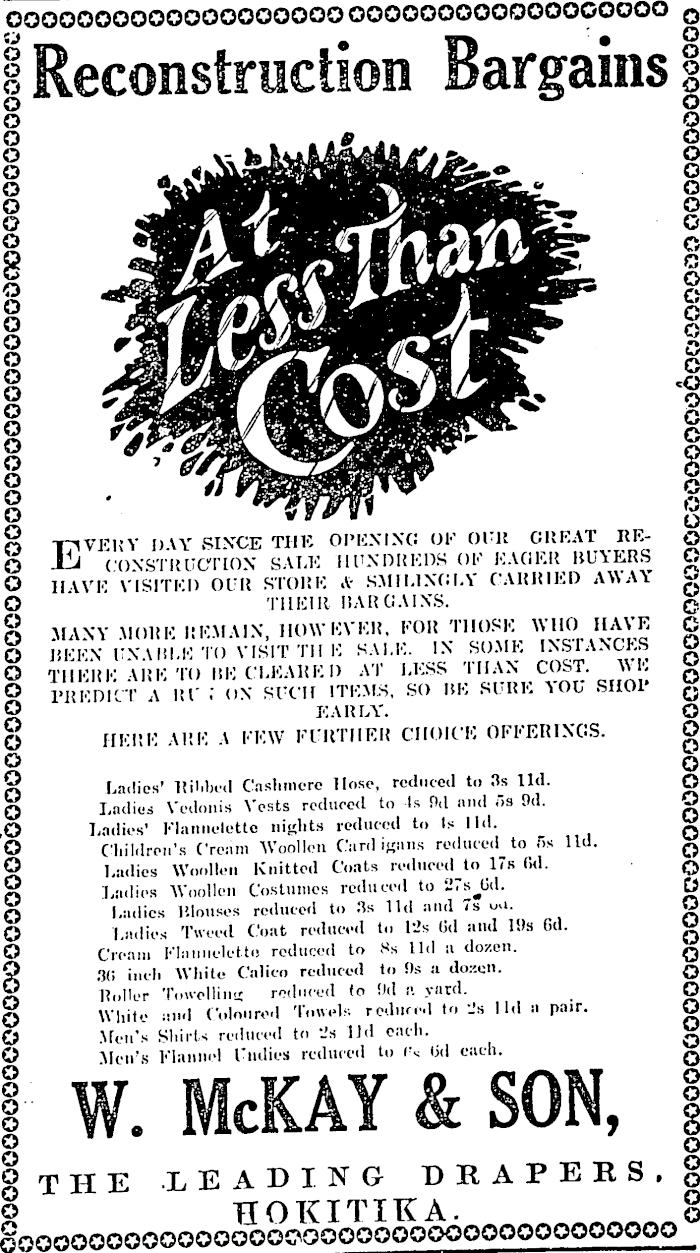 Reconstruction Bargains
At
Less Than
Cost
EVERY DAY SINCE THE OPENING OF OUR GREAT RE-
CONSTRUCTION SALE HUNDREDS OF EAGER BUYERS
HAVE VISITED OUR STORE & SMILINGLY CARRIED AWAY
THEIR BARGAINS.
MANY MORE REMAIN, HOWEVER, FOR THOSE WHO HAVE
BEEN UNABLE TO VISIT THE SALE. IN SOME INSTANCES
THERE ARE TO BE CLEARED AT LESS THAN COST. WE
PREDICT A ON SUCH ITEMS, SO BE SURE YOU SHOP
EARLY.
HERE ARE A FEW FURTHER CHOICE OFFERINGS.
Ladies' Ribbed Cashmere Hose, reduced to 3s 11d.
Ladies Vedonis Vests reduced to 4s 9d and 5s 9d.
Ladies' Flannelette nights reduced to 4s 11d.
Children's Cream Woollen Cardigans reduced to 5s 11d.
Ladies Woollen Knitted Coats reduced to 17s 6d.
Ladies Woollen Costumes reduced to 27s 6d.
Ladies Blouses reduced to 3s 11d and 7s
Ladies Tweed Coat reduced to 12s 6d and 19s 6d.
Cream Flannelette reduced to 8s 11d a dozen.
36 inch White Calico reduced to 9s a dozen.
Roller Towelling reduced to 9d a yard.
White and Coloured Towels reduced to 2s 11d a pair.
Men's Shirts reduced to 2s 11d each.
Men's Flannel Undies reduced to 6d each.
W. McKAY & SON,
THE LEADING DRAPERS,
HOKITIKA.